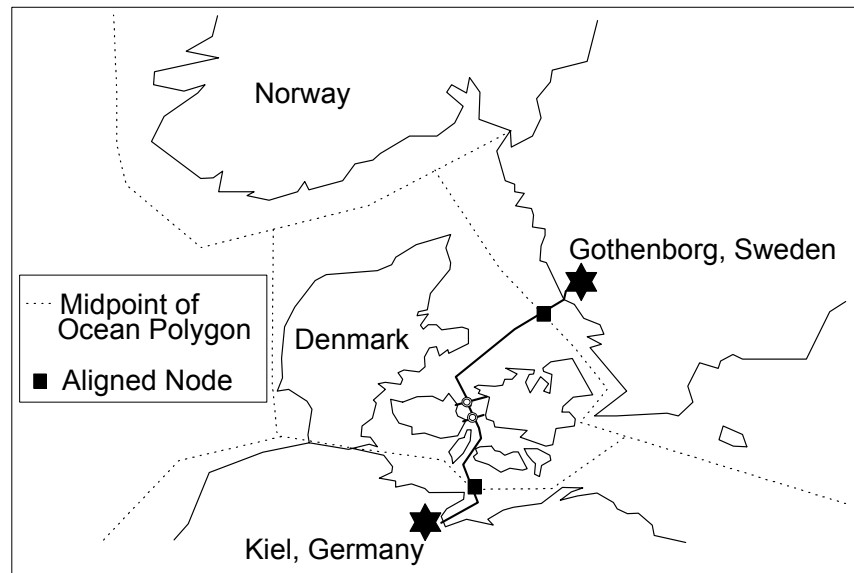 Norway
Gothenborg, Sweden
Midpoint of
Ocean Polygon
Denmark
Aligned Node
Kiel, Germany